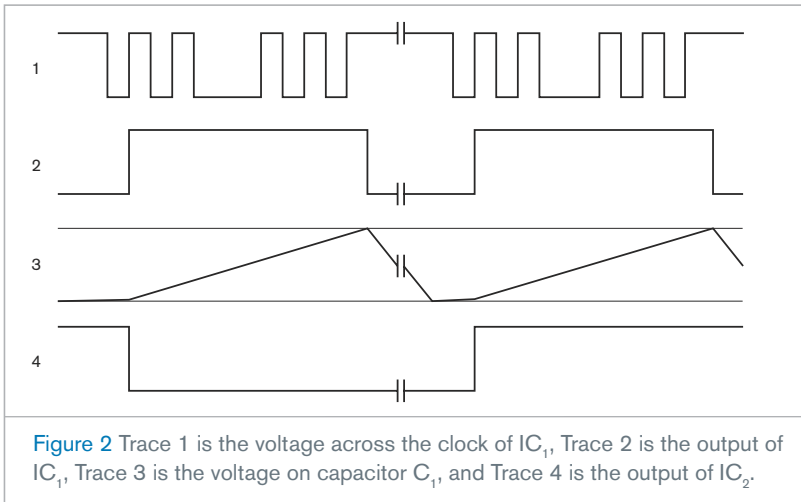 1
2
3
4
Figure 2 Trace 1 is the voltage across the clock of IC₁, Trace 2 is the output of
IC₁, Trace 3 is the voltage on capacitor C₁, and Trace 4 is the output of IC₂.